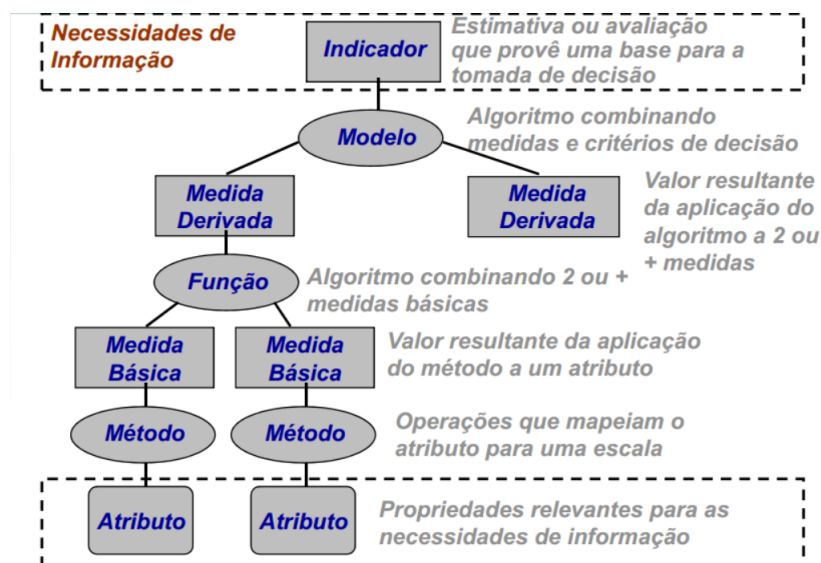 Necessidades de
Informação
Indicador
Estimativa ou avaliação
que provê uma base para a
tomada de decisão
Modelo
Algoritmo combinando
medidas e critérios de decisão
Medida
Derivada
Medida
Derivada
Valor resultante
da aplicação do
algoritmo a 2 ou
+ medidas
Função
Algoritmo combinando 2 ou +
medidas básicas
Medida
Básica
Medida
Básica
Valor resultante da aplicação
do método a um atributo
Método
Método
Operações que mapeiam o
atributo para uma escala
Atributo
Atributo
Propriedades relevantes para as
necessidades de informação